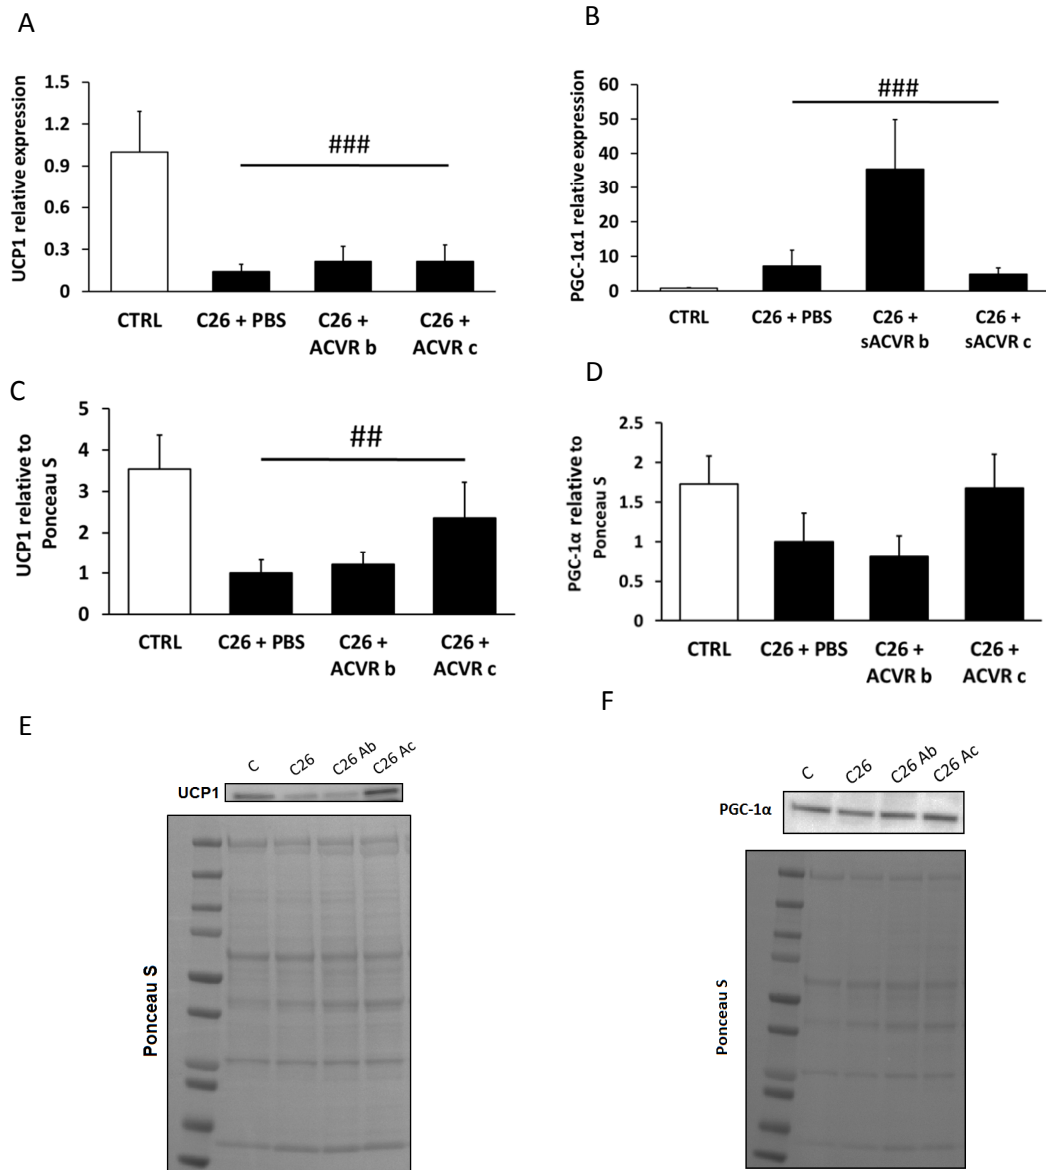 A
UCP1 relative expression
1.5
1.2
0.9
0.6
0.3
0
###
CTRL
C26 + PBS
C26 +
ACVR b
C26 +
ACVR c
B
PGC-1α1 relative expression
60
50
40
30
20
10
0
###
CTRL
C26 + PBS
C26 +
sACVR b
C26 +
sACVR c
C
UCP1 relative to
Ponceau S
5
4
3
2
1
0
##
CTRL
C26 + PBS
C26 +
ACVR b
C26 +
ACVR c
D
PGC-1α relative to
Ponceau S
2.5
2
1.5
1
0.5
0
CTRL
C26 + PBS
C26 +
ACVR b
C26 +
ACVR c
E
C
C26
C26 Ab
C26 Ac
UCP1
Ponceau S
F
C
C26
C26 Ab
C26 Ac
PGC-1α
Ponceau S